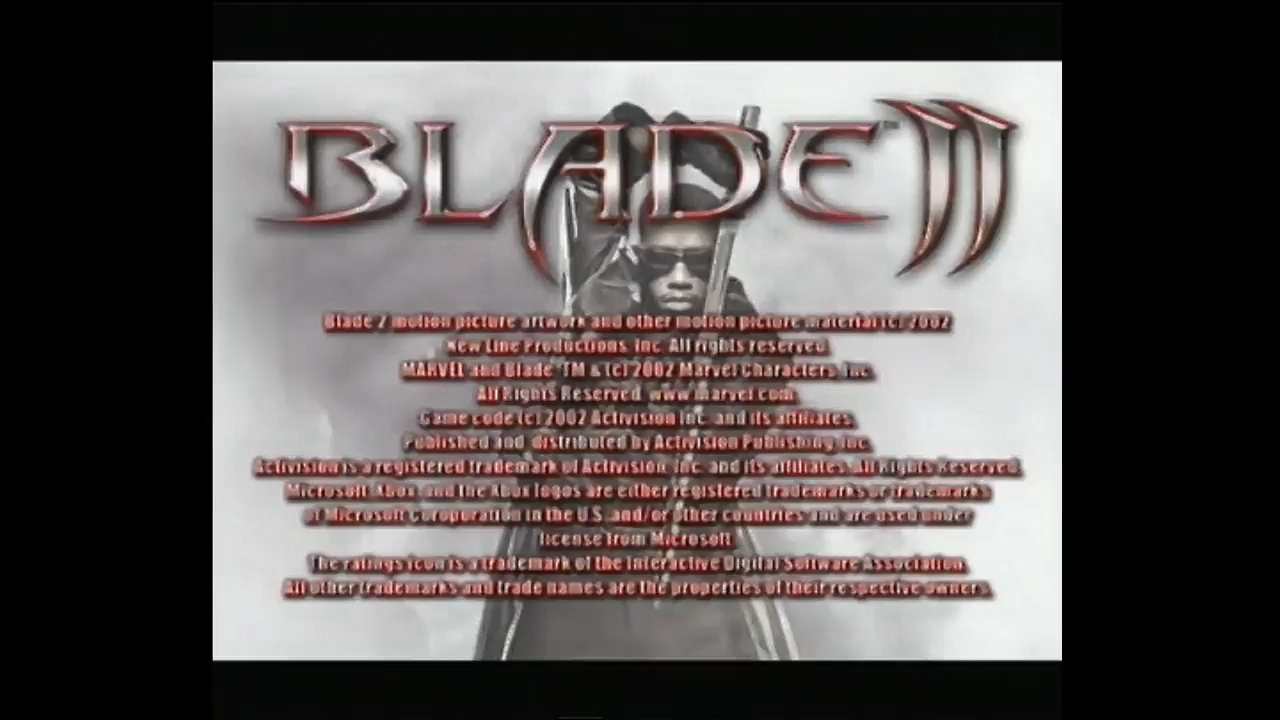 BLADE II
Blade 2 motion picture artwork and other motion picture material (c) 2002
New Line Productions, Inc. All rights reserved.
MARVEL and Blade: TM & (c) 2002 Marvel Characters, Inc.
All Rights Reserved. www.marvel.com.
Game code (c) 2002 Activision Inc. and its affiliates.
Published and distributed by Activision Publishing, Inc.
Activision is a registered trademark of Activision, Inc. and its affiliates. All Rights Reserved.
Microsoft, Xbox, and the Xbox logos are either registered trademarks or trademarks
of Microsoft Coropuration in the U.S. and/or other countries and are used under
license from Microsoft.
The ratings icon is a trademark of the Interactive Digital Software Association.
All other trademarks and trade names are the properties of their respective owners.